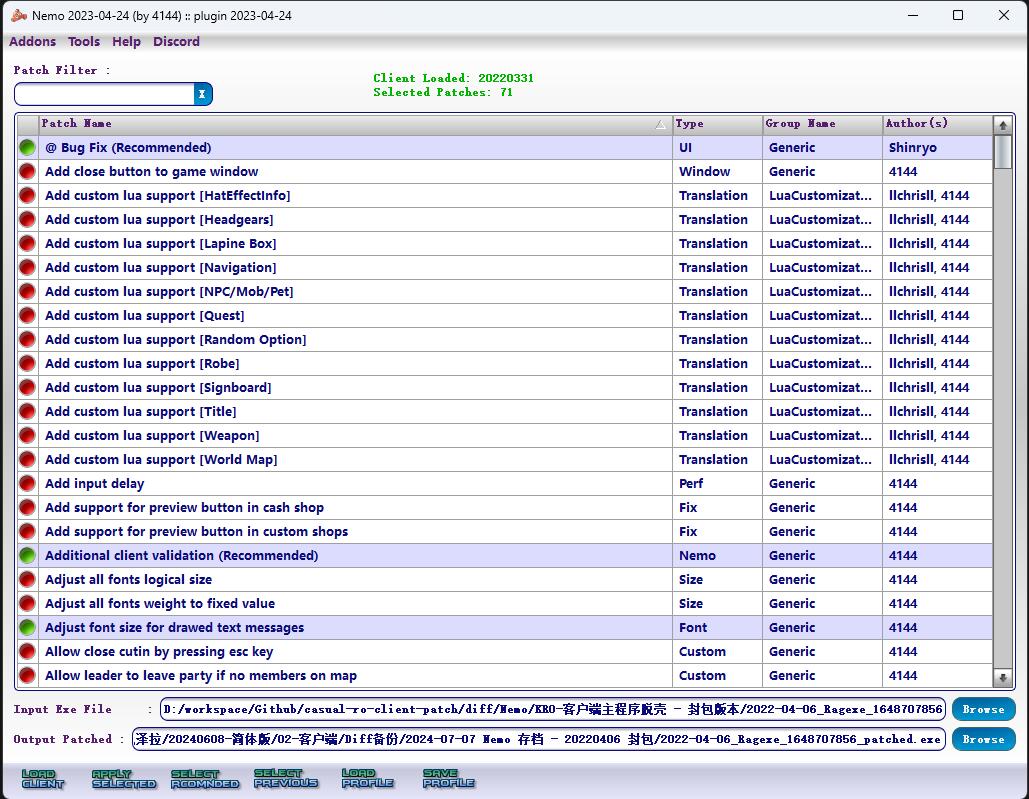 Nemo 2023-04-24 (by 4144) :: plugin 2023-04-24
Addons Tools Help Discord
Patch Filter :
X
Client Loaded: 20220331
Selected Patches: 71
Patch Name Type Group Name Author(s)
@ Bug Fix (Recommended) UI Generic Shinryo
Add close button to game window Window Generic 4144
Add custom lua support [HatEffectInfo] Translation LuaCustomizat... llchrisll, 4144
Add custom lua support [Headgears] Translation LuaCustomizat... llchrisll, 4144
Add custom lua support [Lapine Box] Translation LuaCustomizat... llchrisll, 4144
Add custom lua support [Navigation] Translation LuaCustomizat... llchrisll, 4144
Add custom lua support [NPC/Mob/Pet] Translation LuaCustomizat... llchrisll, 4144
Add custom lua support [Quest] Translation LuaCustomizat... llchrisll, 4144
Add custom lua support [Random Option] Translation LuaCustomizat... llchrisll, 4144
Add custom lua support [Robe] Translation LuaCustomizat... llchrisll, 4144
Add custom lua support [Signboard] Translation LuaCustomizat... llchrisll, 4144
Add custom lua support [Title] Translation LuaCustomizat... llchrisll, 4144
Add custom lua support [Weapon] Translation LuaCustomizat... llchrisll, 4144
Add custom lua support [World Map] Translation LuaCustomizat... llchrisll, 4144
Add input delay Perf Generic 4144
Add support for preview button in cash shop Fix Generic 4144
Add support for preview button in custom shops Fix Generic 4144
Additional client validation (Recommended) Nemo Generic 4144
Adjust all fonts logical size Size Generic 4144
Adjust all fonts weight to fixed value Size Generic 4144
Adjust font size for drawed text messages Font Generic 4144
Allow close cutin by pressing esc key Custom Generic 4144
Allow leader to leave party if no members on map Custom Generic 4144
Input Exe File : D:/workspace/Github/casual-ro-client-patch/diff/Nemo/KRO-客户端主程序脱壳 - 封包版本/2022-04-06_Ragexe_1648707856 Browse
Output Patched : 泽拉/20240608-简体版/02-客户端/Diff备份/2024-07-07 Nemo 存档 - 20220406 封包/2022-04-06_Ragexe_1648707856_patched.exe Browse
LOAD CLIENT APPLY SELECTED SELECT RCOMNDED SELECT PREVIOUS LOAD PROFILE SAVE PROFILE